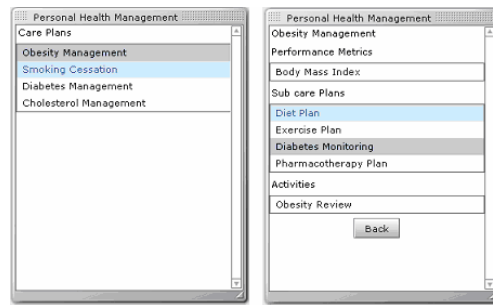 Personal Health Management
Care Plans
Obesity Management
Smoking Cessation
Diabetes Management
Cholesterol Management
Personal Health Management
Obesity Management
Performance Metrics
Body Mass Index
Sub care Plans
Diet Plan
Exercise Plan
Diabetes Monitoring
Pharmacotherapy Plan
Activities
Obesity Review
Back